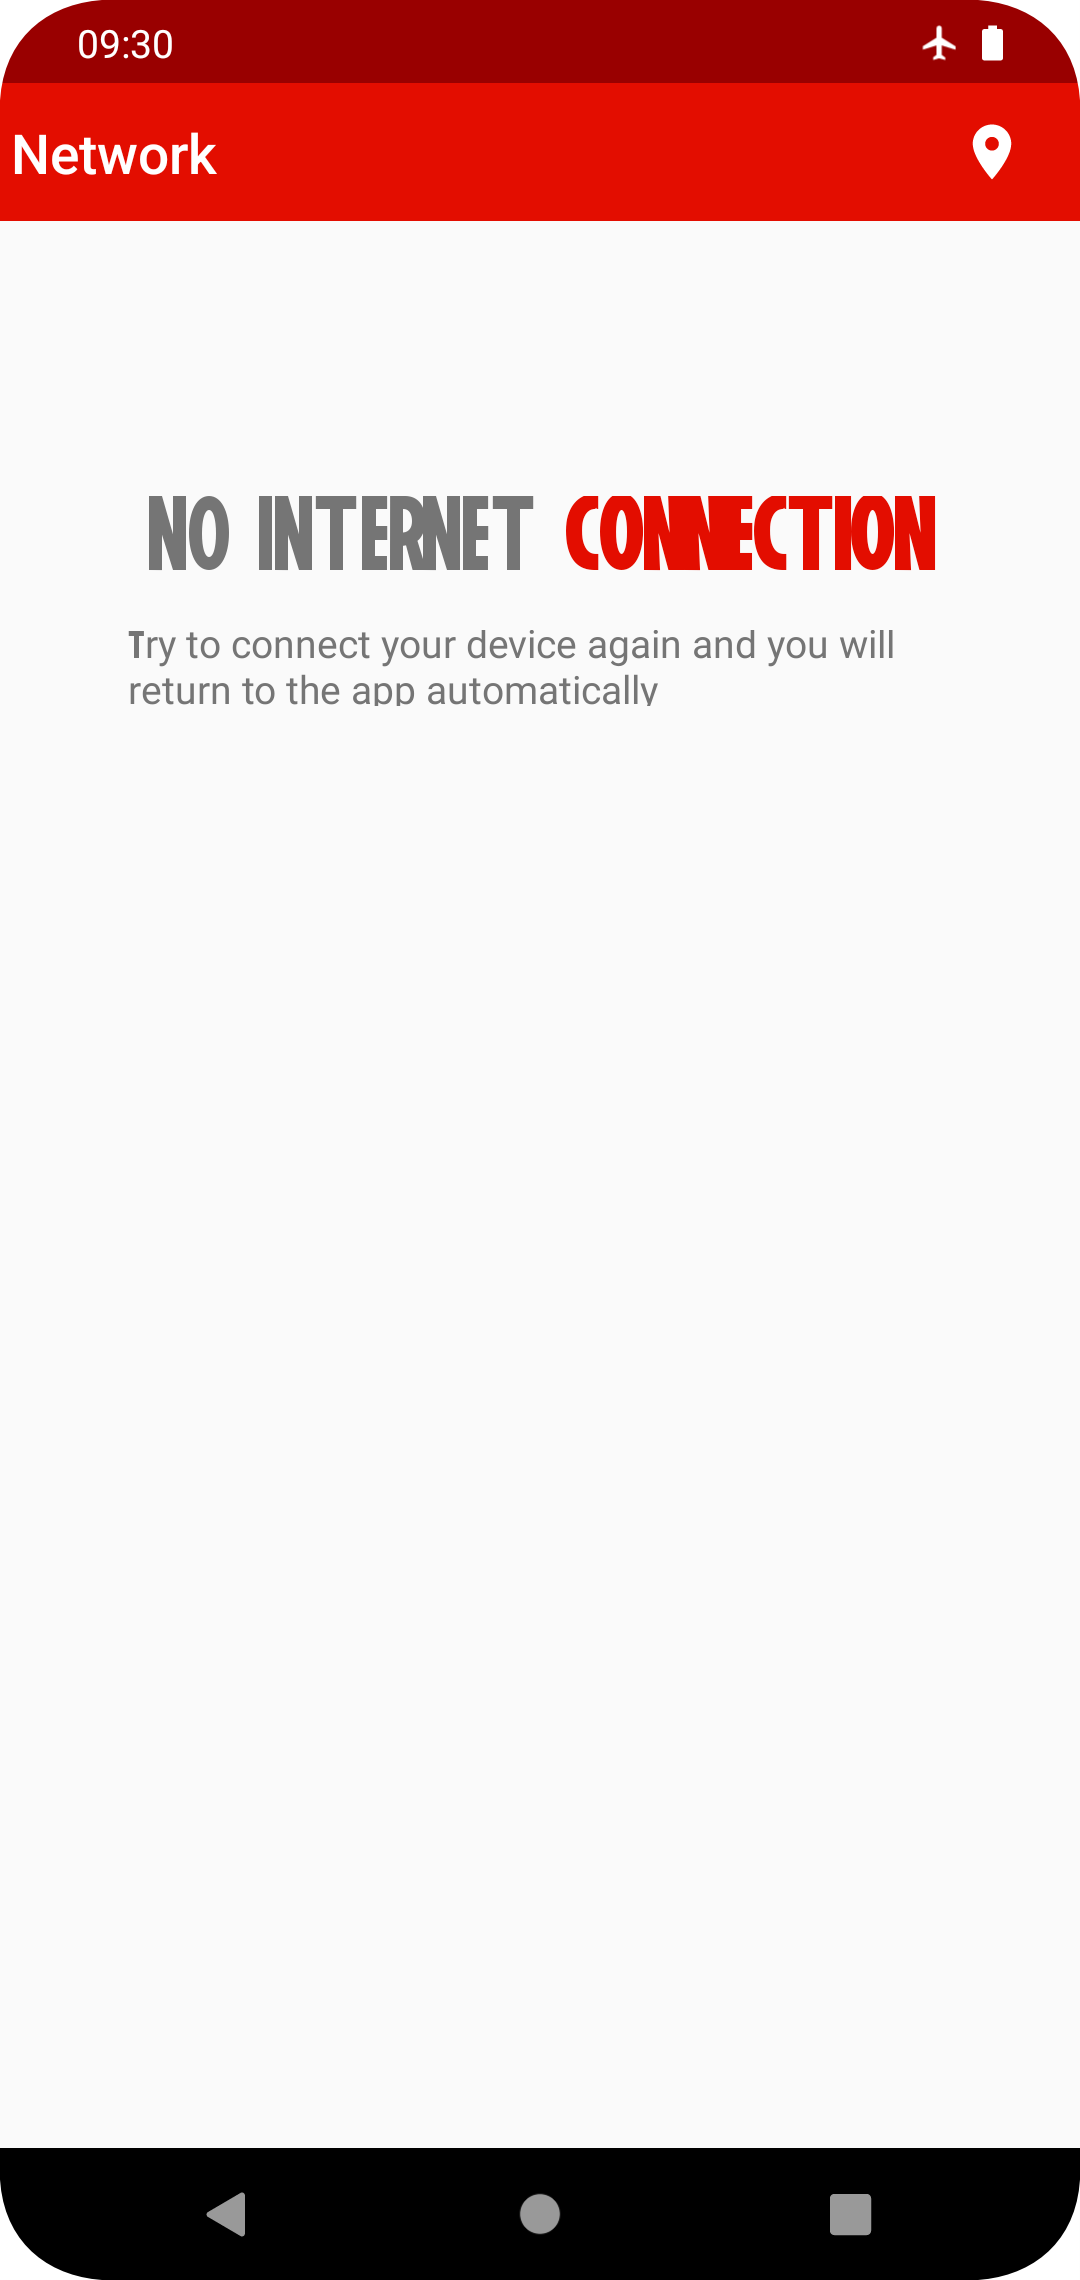 09:30
Network
NO INTERNET CONNECTION
Try to connect your device again and you will
return to the app automatically